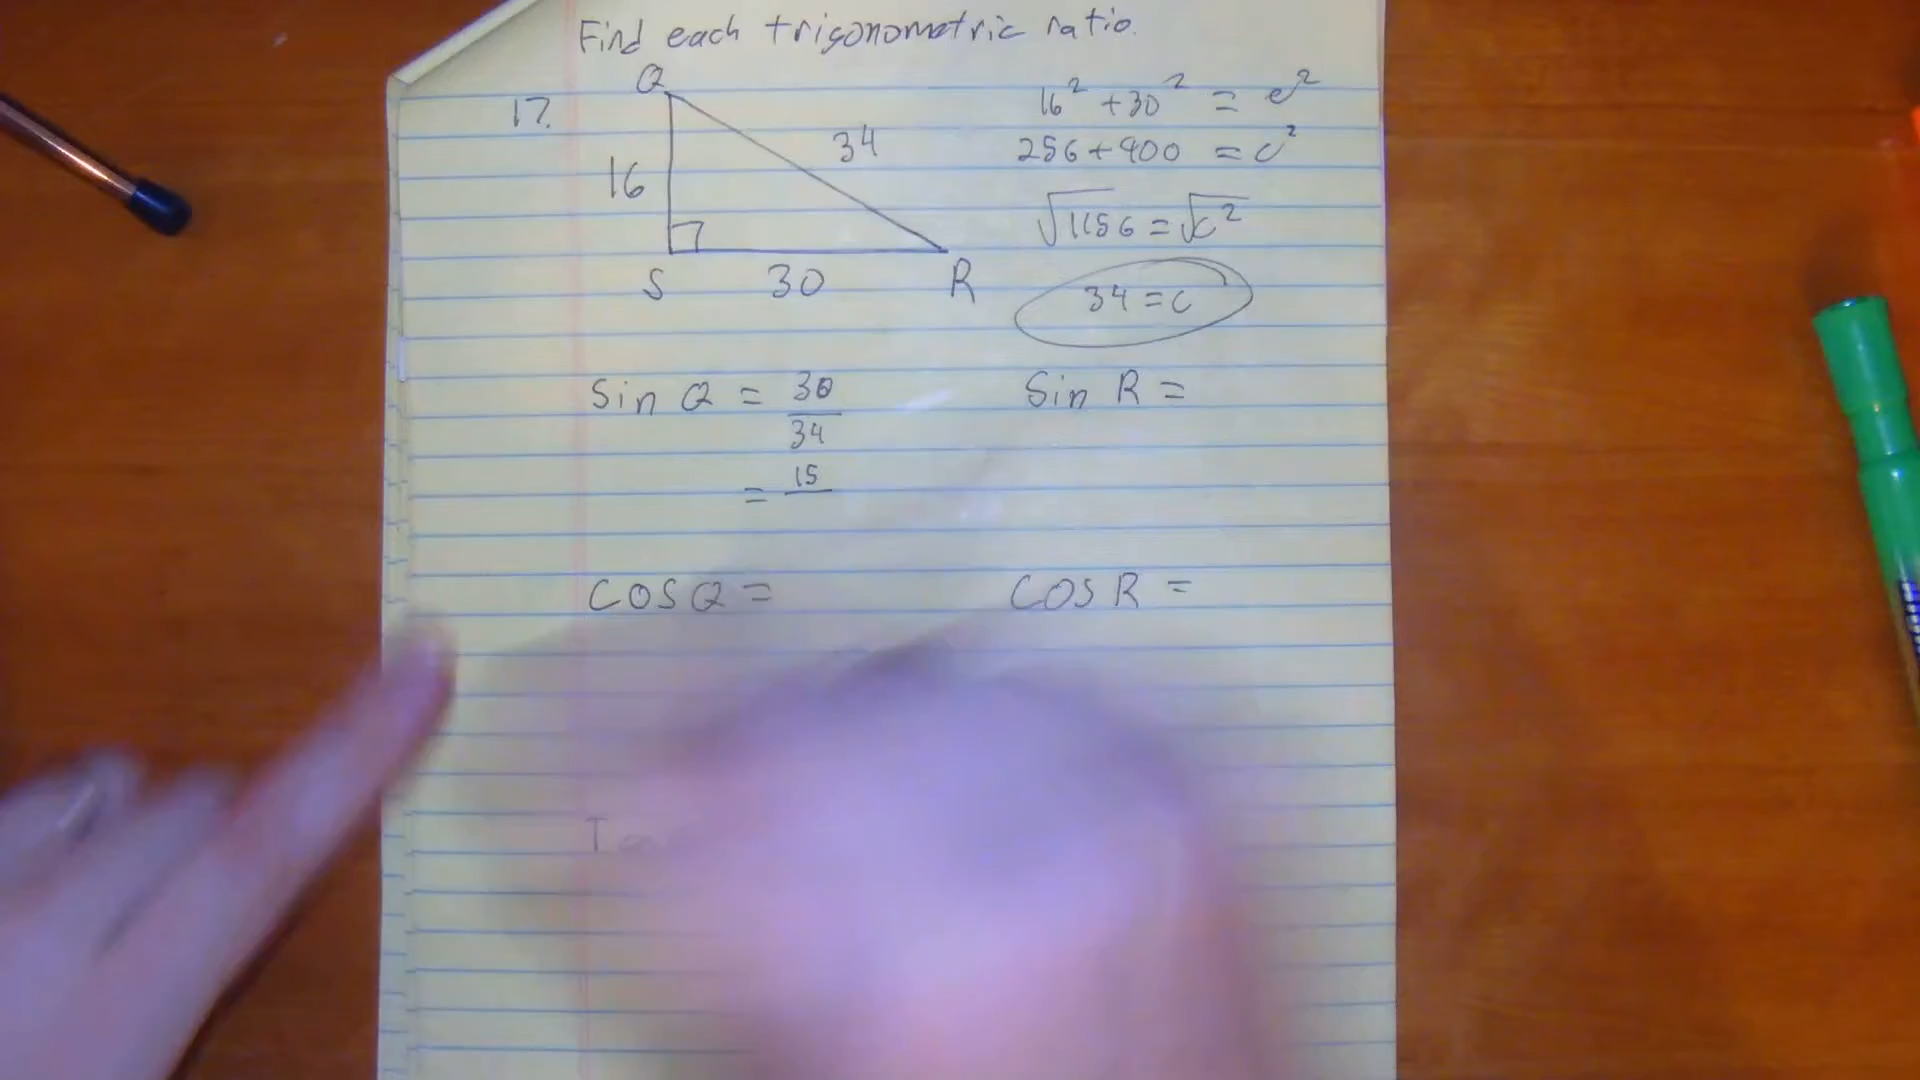 Find each trigonometric ratio.
17.
Q
16
34
S
30
R
16² + 30² = c²
256 + 900 = c²
√1156 = √c²
34 = c
Sin Q = 30/34
= 15/
Sin R =
COS Q =
COS R =